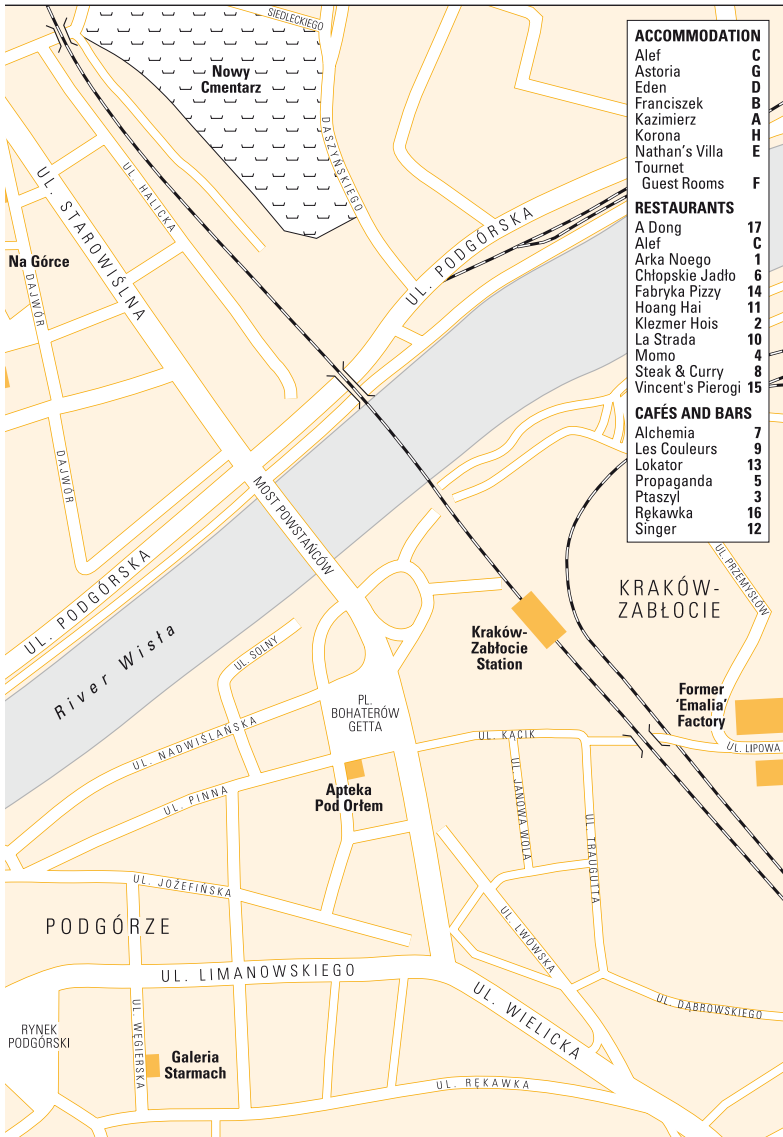 SIEDLECKIEGO
Nowy
Cmentarz
DASZYŃSKIEGO
UL. HALICKA
UL. STAROWIŚLNA
UL. PODGÓRSKA
Na Górce
DAJWÓR
DAJWÓR
MOST POWSTAŃCÓW
UL. PODGÓRSKA
River Wisła
ACCOMMODATION
Alef C
Astoria G
Eden D
Franciszek B
Kazimierz A
Korona H
Nathan's Villa E
Tournet
Guest Rooms F
RESTAURANTS
A Dong 17
Alef C
Arka Noego 1
Chłopskie Jadło 6
Fabryka Pizzy 14
Hoang Hai 11
Klezmer Hois 2
La Strada 10
Momo 4
Steak & Curry 8
Vincent's Pierogi 15
CAFÉS AND BARS
Alchemia 7
Les Couleurs 9
Lokator 13
Propaganda 5
Ptaszyl 3
Rękawka 16
Singer 12
UL. PRZEMYSŁÓW
KRAKÓW-
ZABŁOCIE
Kraków-
Zabłocie
Station
UL. SOLNY
Former
'Emalia'
Factory
PL.
BOHATERÓW
GETTA
UL. NADWIŚLAŃSKA
UL. KĄCIK
UL. LIPOWA
UL. PINNA
Apteka
Pod Orłem
UL. JANOWA WOLA
UL. TRAUGUTTA
UL. JÓZEFIŃSKA
PODGÓRZE
UL. LWOWSKA
UL. LIMANOWSKIEGO
UL. WIELICKA
UL. DĄBROWSKIEGO
RYNEK
PODGÓRSKI
UL. WĘGIERSKA
Galeria
Starmach
UL. RĘKAWKA